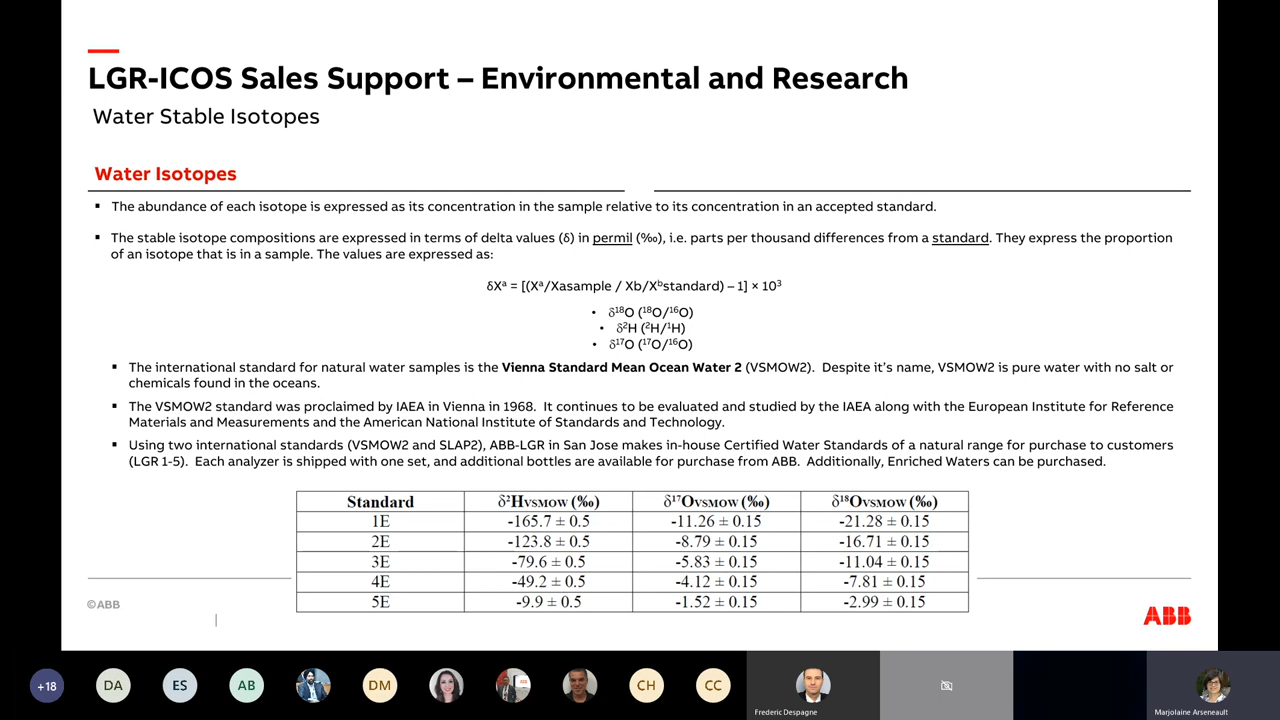 LGR-ICOS Sales Support – Environmental and Research
Water Stable Isotopes
Water Isotopes
▪ The abundance of each isotope is expressed as its concentration in the sample relative to its concentration in an accepted standard.
▪ The stable isotope compositions are expressed in terms of delta values (δ) in permil (‰), i.e. parts per thousand differences from a standard. They express the proportion
of an isotope that is in a sample. The values are expressed as:
δXᵃ = [(Xᵃ/Xasample / Xb/Xᵇstandard) – 1] × 10³
• δ¹⁸O (¹⁸O/¹⁶O)
• δ²H (²H/¹H)
• δ¹⁷O (¹⁷O/¹⁶O)
▪ The international standard for natural water samples is the Vienna Standard Mean Ocean Water 2 (VSMOW2). Despite it's name, VSMOW2 is pure water with no salt or
chemicals found in the oceans.
▪ The VSMOW2 standard was proclaimed by IAEA in Vienna in 1968. It continues to be evaluated and studied by the IAEA along with the European Institute for Reference
Materials and Measurements and the American National Institute of Standards and Technology.
▪ Using two international standards (VSMOW2 and SLAP2), ABB-LGR in San Jose makes in-house Certified Water Standards of a natural range for purchase to customers
(LGR 1-5). Each analyzer is shipped with one set, and additional bottles are available for purchase from ABB. Additionally, Enriched Waters can be purchased.
Standard δ²HVSMOW (‰) δ¹⁷OVSMOW (‰) δ¹⁸OVSMOW (‰)
1E -165.7 ± 0.5 -11.26 ± 0.15 -21.28 ± 0.15
2E -123.8 ± 0.5 -8.79 ± 0.15 -16.71 ± 0.15
3E -79.6 ± 0.5 -5.83 ± 0.15 -11.04 ± 0.15
4E -49.2 ± 0.5 -4.12 ± 0.15 -7.81 ± 0.15
5E -9.9 ± 0.5 -1.52 ± 0.15 -2.99 ± 0.15
©ABB
ABB
+18 DA ES AB DM CH CC
Frederic Despagne
Marjolaine Arseneault